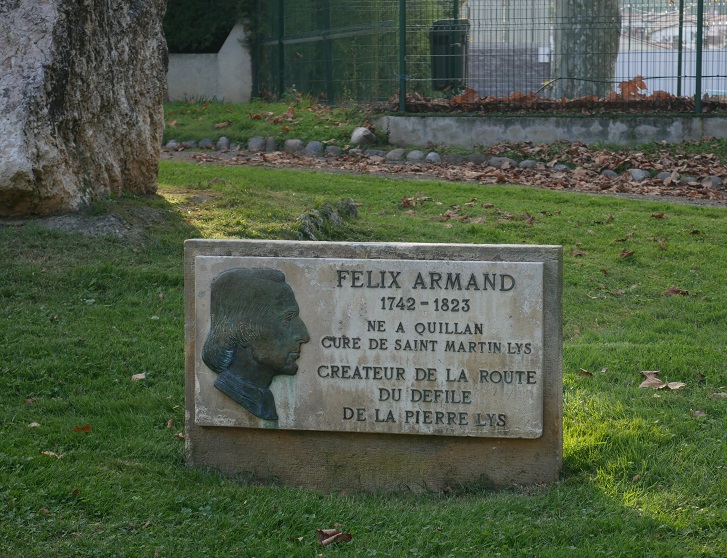 FELIX ARMAND
1742-1823
NE A QUILLAN
CURE DE SAINT MARTIN LYS
CREATEUR DE LA ROUTE
DU DEFILE
DE LA PIERRE LYS